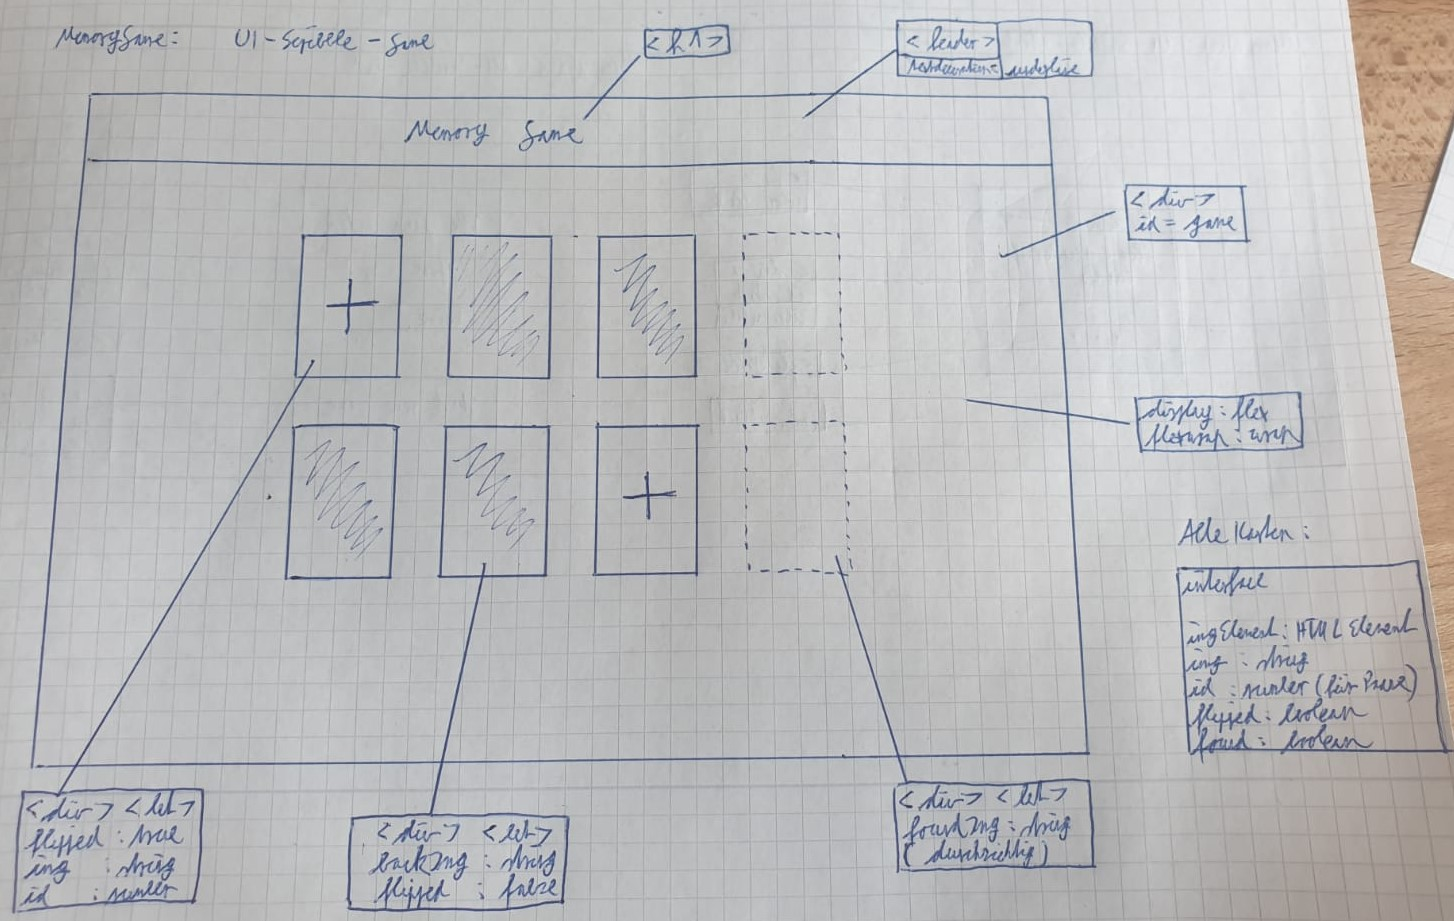 Memory Game: UI-Scribble-Game
<h1>
<header>
textdecoration: underline
Memory Game
<div>
id = game
display: flex
flexwrap: wrap
Alle Karten:
interface
imgElement: HTMLElement
img : string
id : number (für Paare)
flipped: boolean
found: boolean
<div> <let>
flipped : true
img : string
id : number
<div> <let>
backImg : string
flipped : false
<div> <let>
foundImg : string
(durchsichtig)